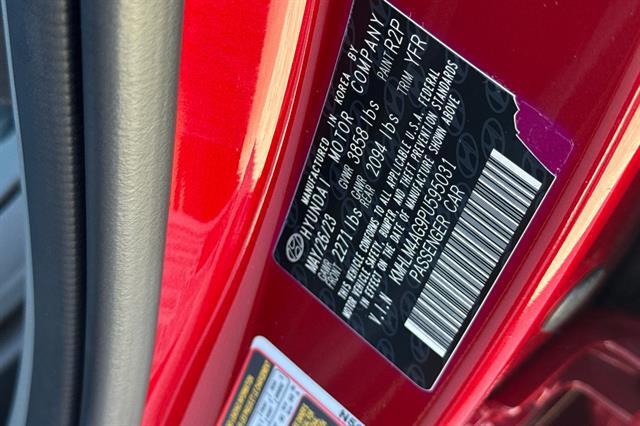 MANUFACTURED IN KOREA BY
HYUNDAI MOTOR COMPANY
MAY/26/23 GVWR 3858 lbs PAINT R2P
GAWR FRONT 2271 lbs GAWR REAR 2094 lbs TRIM YFR
THIS VEHICLE CONFORMS TO ALL APPLICABLE U.S.A. FEDERAL
MOTOR VEHICLE SAFETY, BUMPER, AND THEFT PREVENTION STANDARDS
IN EFFECT ON THE DATE OF MANUFACTURE SHOWN ABOVE
V.I.N KMHLM4AG3PU595031
PASSENGER CAR